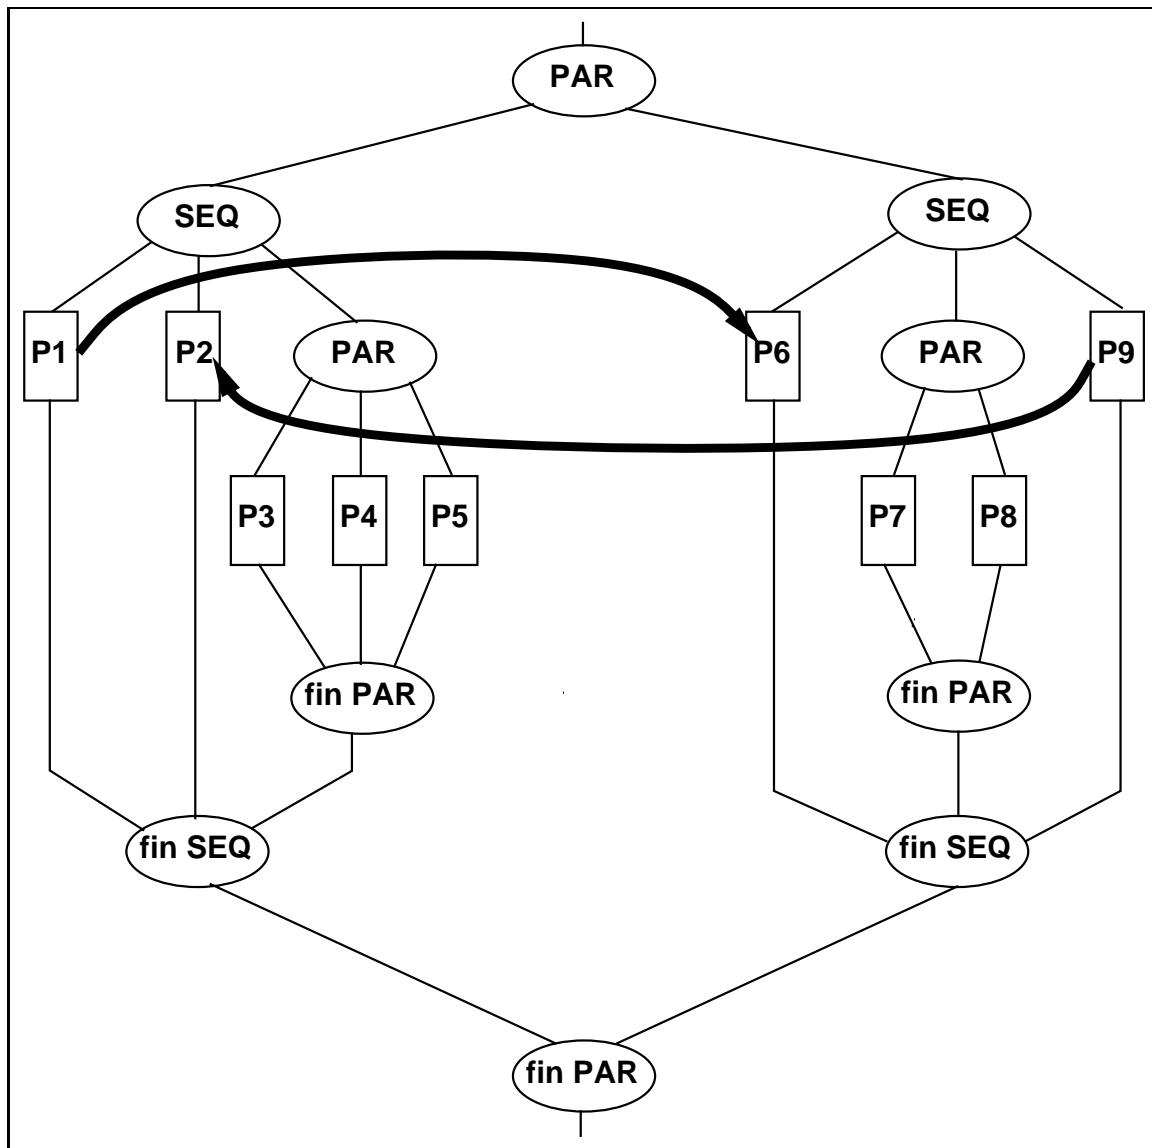 PAR
SEQ
SEQ
P1
P2
PAR
P6
PAR
P9
P3
P4
P5
P7
P8
fin PAR
fin PAR
fin SEQ
fin SEQ
fin PAR